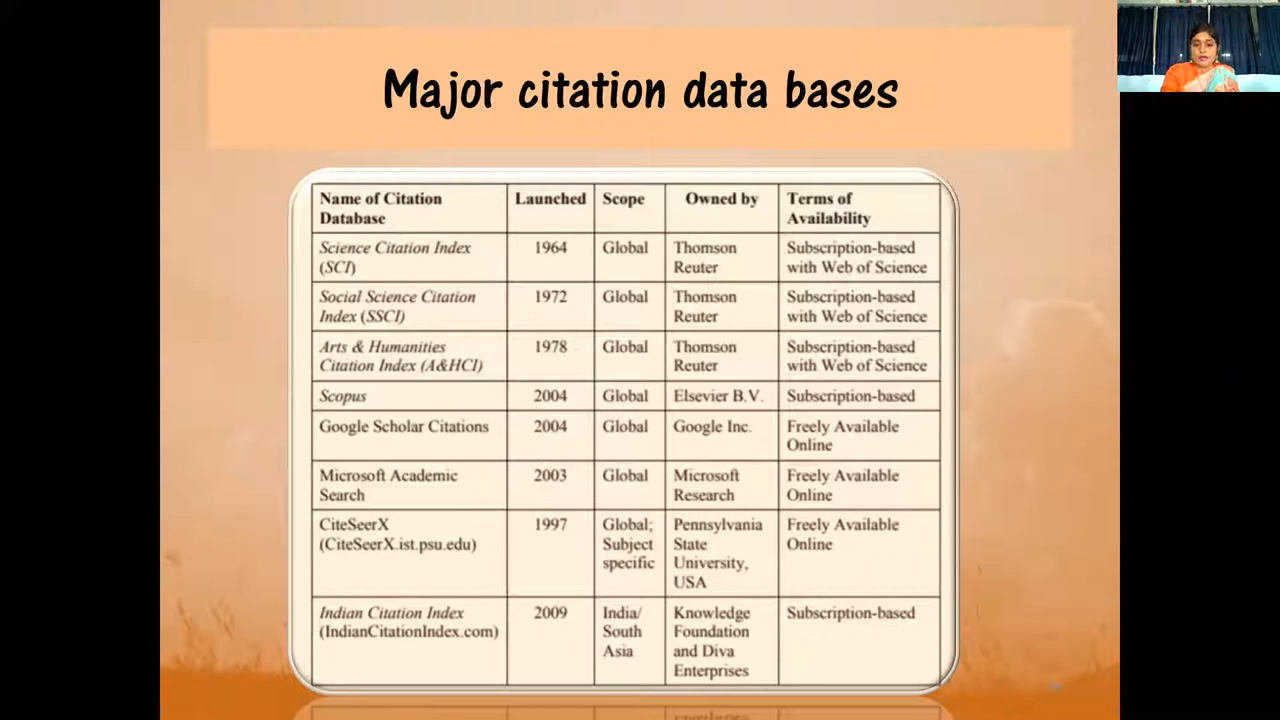 Major citation data bases
Name of Citation Database Launched Scope Owned by Terms of Availability
Science Citation Index (SCI) 1964 Global Thomson Reuter Subscription-based with Web of Science
Social Science Citation Index (SSCI) 1972 Global Thomson Reuter Subscription-based with Web of Science
Arts & Humanities Citation Index (A&HCI) 1978 Global Thomson Reuter Subscription-based with Web of Science
Scopus 2004 Global Elsevier B.V. Subscription-based
Google Scholar Citations 2004 Global Google Inc. Freely Available Online
Microsoft Academic Search 2003 Global Microsoft Research Freely Available Online
CiteSeerX (CiteSeerX.ist.psu.edu) 1997 Global; Subject specific Pennsylvania State University, USA Freely Available Online
Indian Citation Index (IndianCitationIndex.com) 2009 India/ South Asia Knowledge Foundation and Diva Enterprises Subscription-based